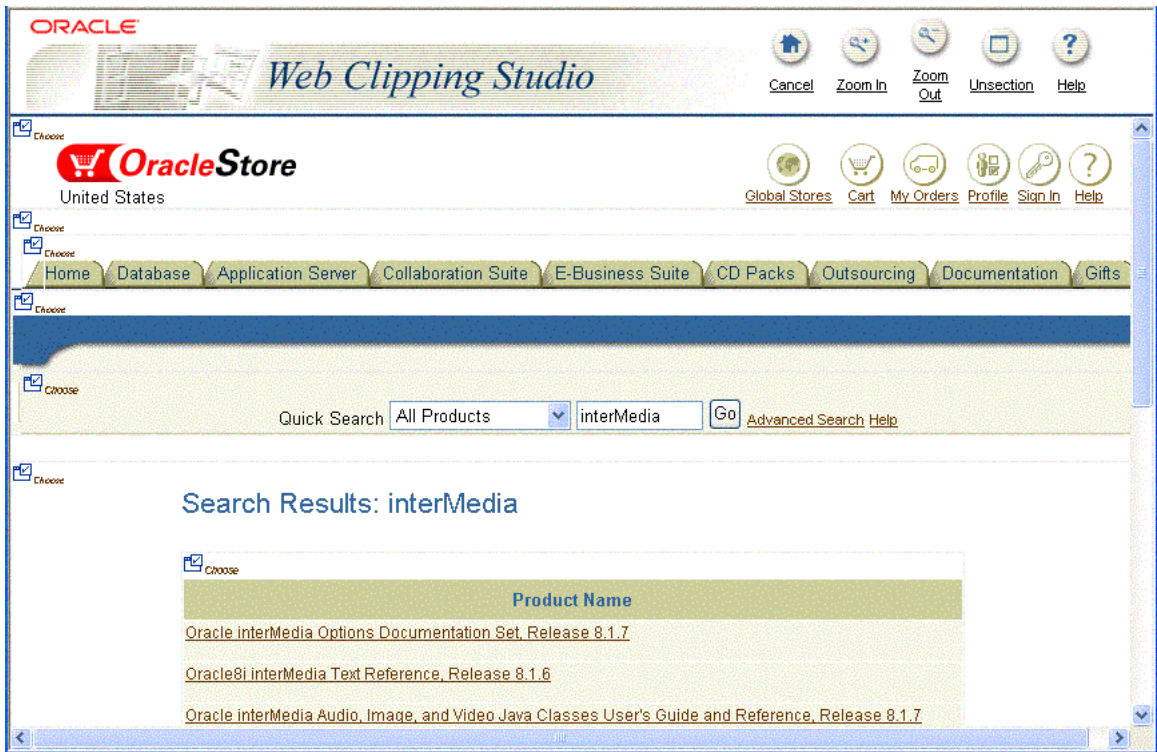 ORACLE
Web Clipping Studio
Cancel
Zoom In
Zoom Out
Unsection
Help
Choose
OracleStore
United States
Global Stores
Cart
My Orders
Profile
Sign In
Help
Choose
Choose
Home
Database
Application Server
Collaboration Suite
E-Business Suite
CD Packs
Outsourcing
Documentation
Gifts
Choose
Choose
Quick Search
All Products
interMedia
Go
Advanced Search
Help
Choose
Search Results: interMedia
Choose
Product Name
Oracle interMedia Options Documentation Set, Release 8.1.7
Oracle8i interMedia Text Reference, Release 8.1.6
Oracle interMedia Audio, Image, and Video Java Classes User's Guide and Reference, Release 8.1.7